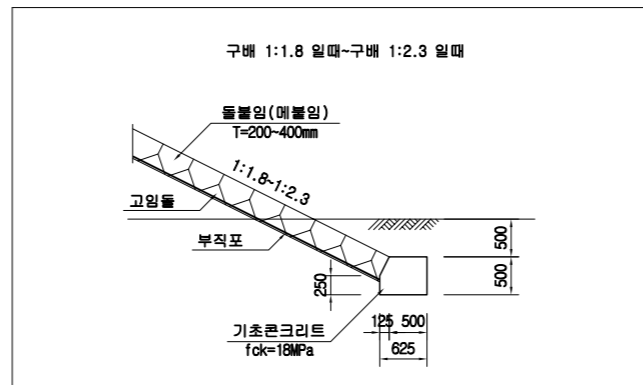 구배 1:1.8 일때~구배 1:2.3 일때
돌붙임(메붙임)
T=200~400mm
1:1.8~1:2.3
고임돌
부직포
500
500
250
125 500
625
기초콘크리트
fck=18MPa